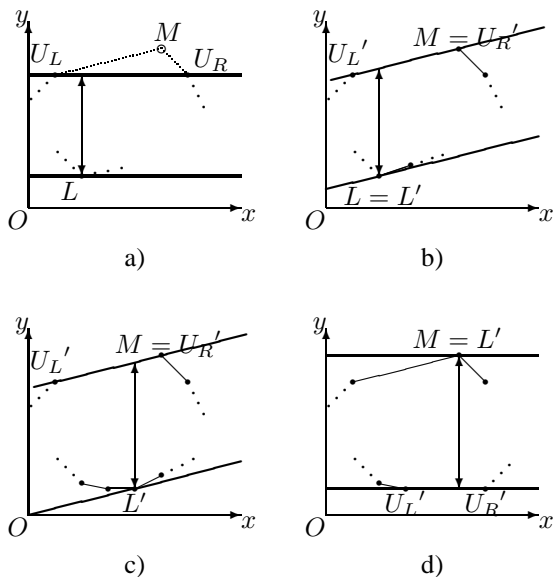 y
M
U_L
U_R
L
O
x
a)
y
U_L'
M = U_R'
L = L'
O
x
b)
y
U_L'
M = U_R'
L'
O
x
c)
y
M = L'
U_L'
U_R'
O
x
d)